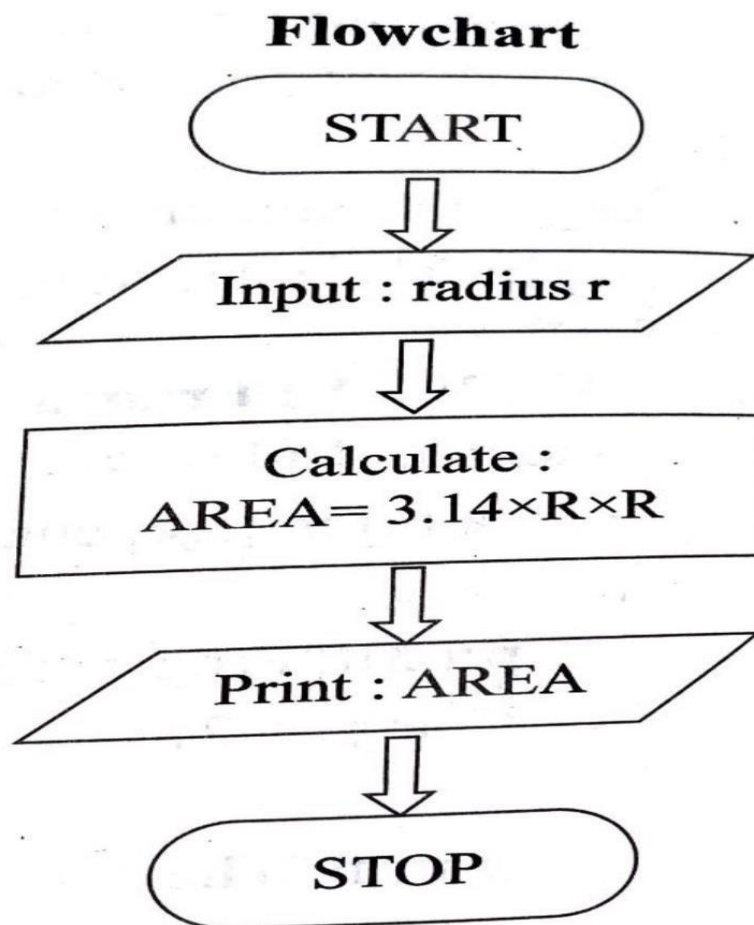 Flowchart
START
Input : radius r
Calculate :
AREA= 3.14×R×R
Print : AREA
STOP